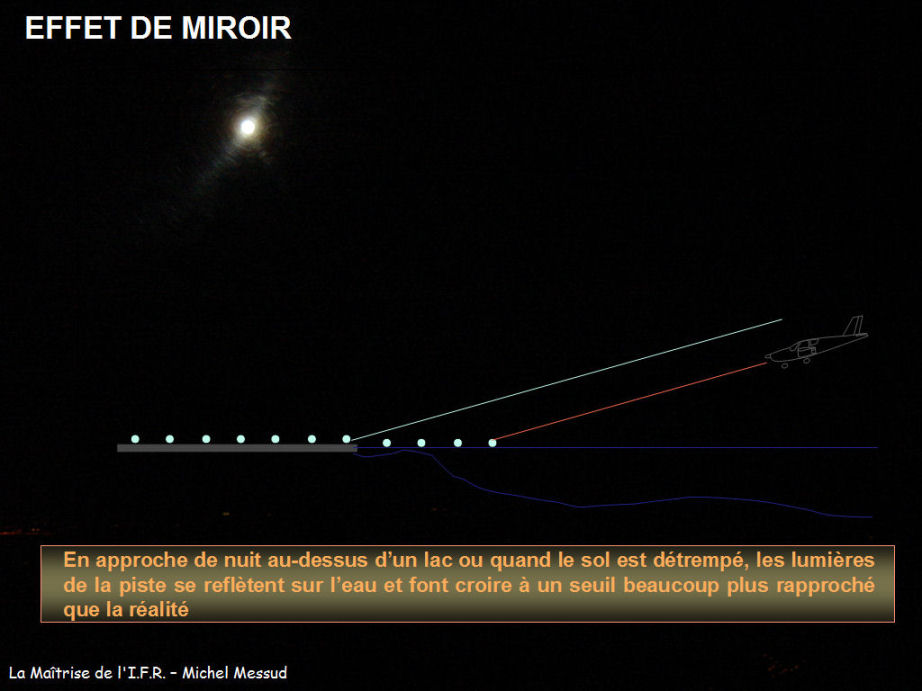 EFFET DE MIROIR
En approche de nuit au-dessus d’un lac ou quand le sol est détrempé, les lumières
de la piste se reflètent sur l’eau et font croire à un seuil beaucoup plus rapproché
que la réalité
La Maîtrise de l'I.F.R. – Michel Messud